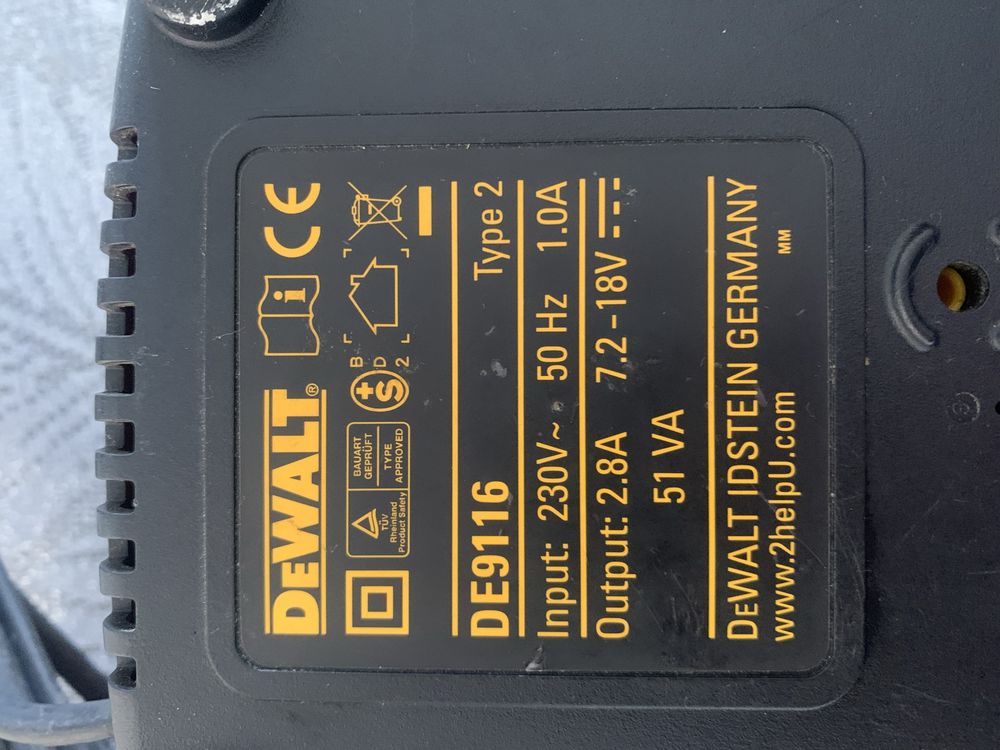 DEWALT®
i CE
TÜV
Rheinland
Product Safety
BAUART
GEPRÜFT
TYPE
APPROVED
+S
B
D
2
DE9116 Type 2
Input: 230V~ 50 Hz 1.0A
Output: 2.8A 7.2-18V ⎓
51 VA
DEWALT IDSTEIN GERMANY
www.2helpU.com MM